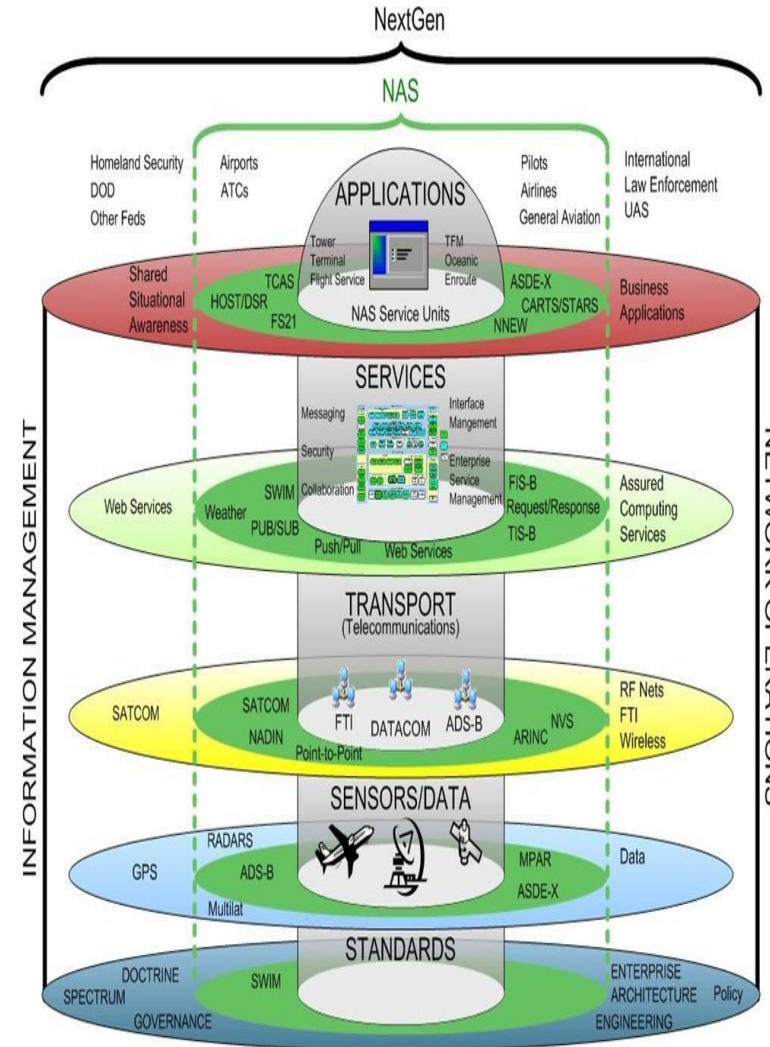 NextGen
NAS
Homeland Security
DOD
Other Feds
Airports
ATCs
Pilots
Airlines
General Aviation
International
Law Enforcement
UAS
APPLICATIONS
Tower
Terminal
Flight Service
TFM
Oceanic
Enroute
NAS Service Units
Shared
Situational
Awareness
TCAS
HOST/DSR
FS21
ASDE-X
CARTS/STARS
NNEW
Business
Applications
SERVICES
Messaging
Security
Collaboration
Interface
Mangement
Enterprise
Service
Management
Web Services
SWIM
Weather
PUB/SUB
Push/Pull
Web Services
FIS-B
Request/Response
TIS-B
Assured
Computing
Services
TRANSPORT
(Telecommunications)
SATCOM
SATCOM
NADIN
Point-to-Point
FTI
DATACOM
ADS-B
NVS
ARINC
RF Nets
FTI
Wireless
SENSORS/DATA
GPS
RADARS
ADS-B
Multilat
MPAR
ASDE-X
Data
STANDARDS
DOCTRINE
SPECTRUM
GOVERNANCE
SWIM
ENTERPRISE
ARCHITECTURE
ENGINEERING
Policy
INFORMATION MANAGEMENT
NETWORK OPERATIONS